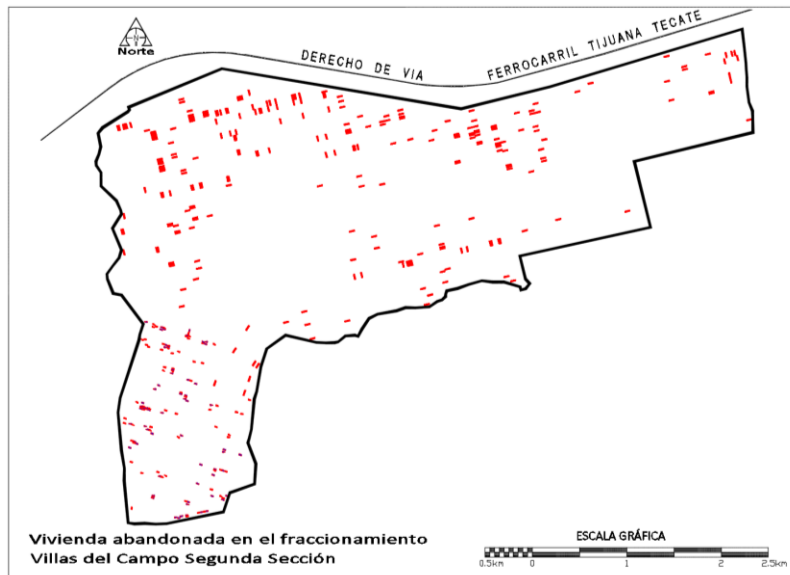 N
Norte
DERECHO DE VIA FERROCARRIL TIJUANA TECATE
Vivienda abandonada en el fraccionamiento
Villas del Campo Segunda Sección
ESCALA GRÁFICA
0.5km 0 1 2 2.5km